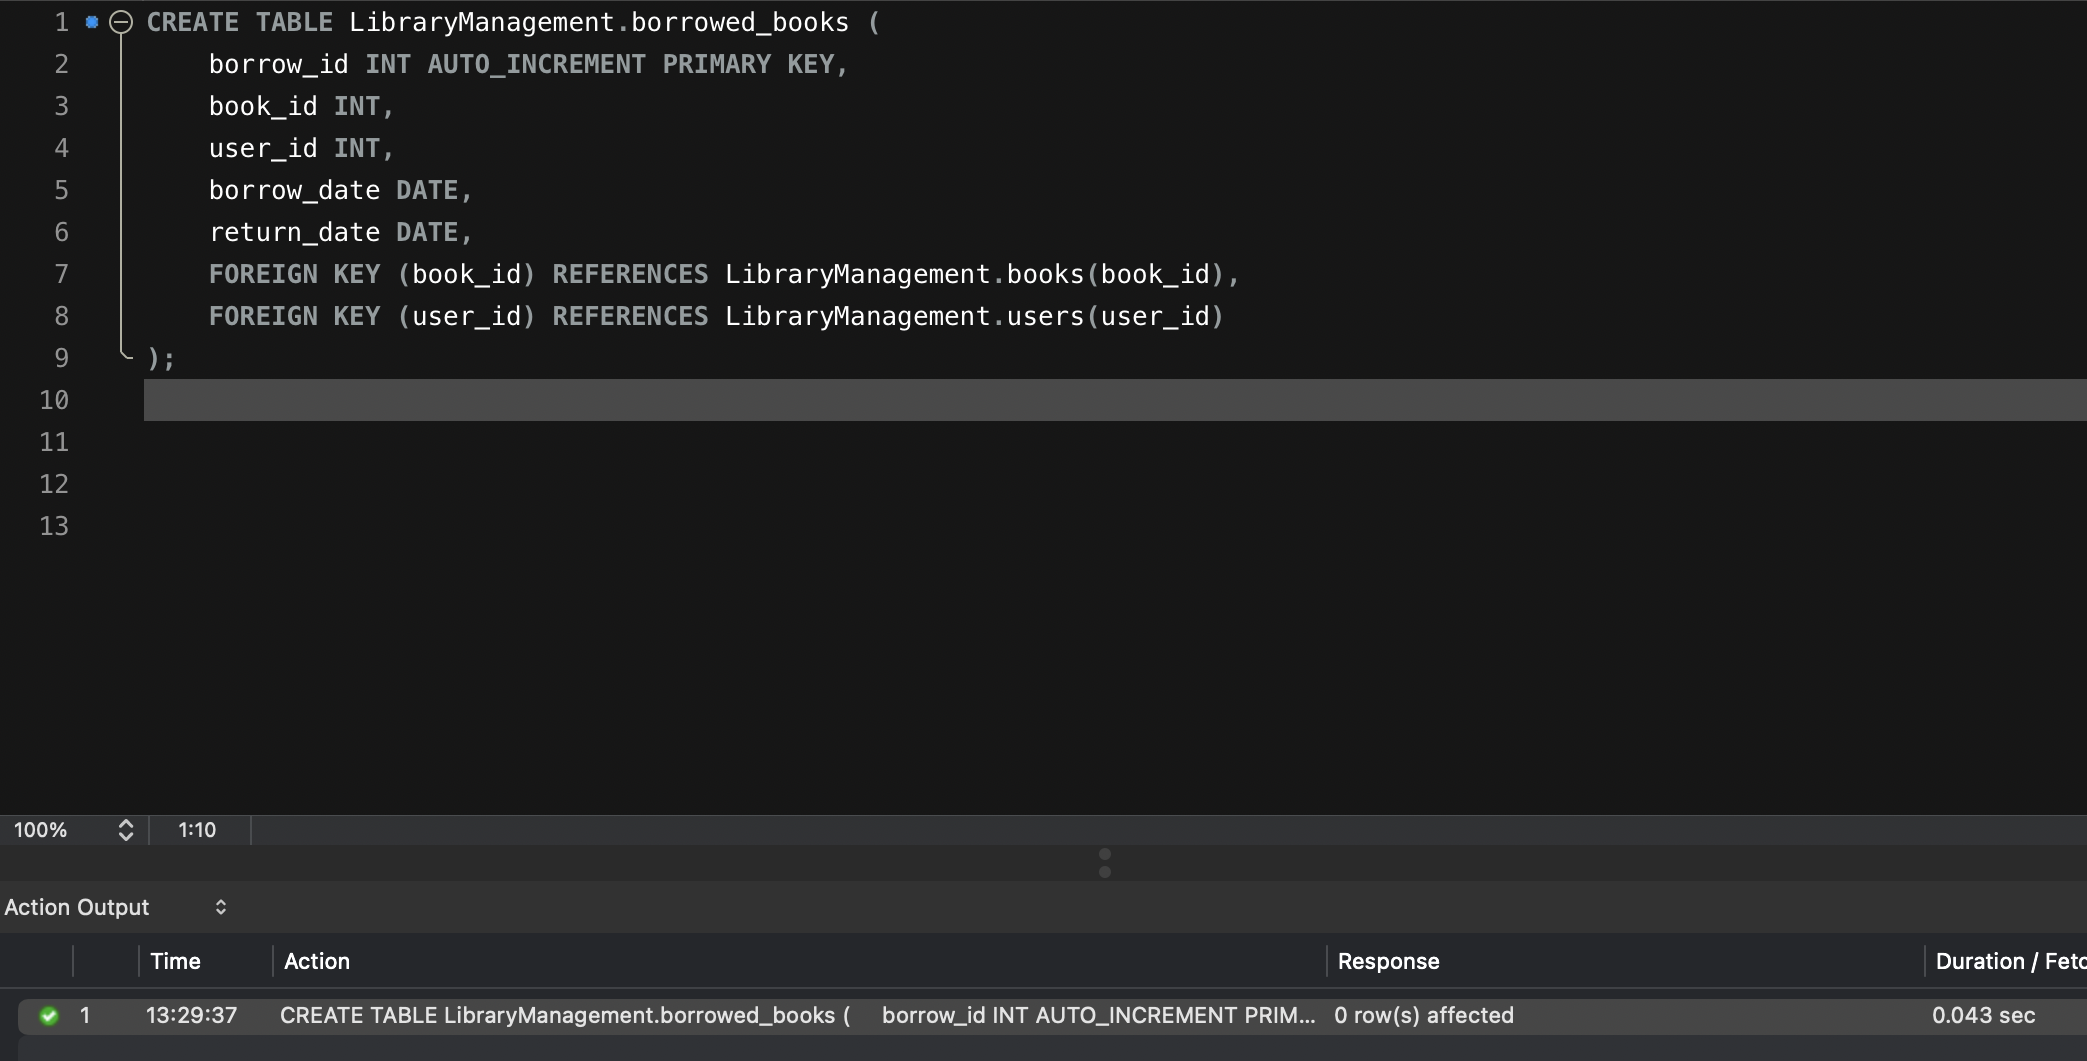 1 CREATE TABLE LibraryManagement.borrowed_books (
2 borrow_id INT AUTO_INCREMENT PRIMARY KEY,
3 book_id INT,
4 user_id INT,
5 borrow_date DATE,
6 return_date DATE,
7 FOREIGN KEY (book_id) REFERENCES LibraryManagement.books(book_id),
8 FOREIGN KEY (user_id) REFERENCES LibraryManagement.users(user_id)
9 );
10
11
12
13
100% 1:10
Action Output
Time Action Response Duration / Fetc
1 13:29:37 CREATE TABLE LibraryManagement.borrowed_books ( borrow_id INT AUTO_INCREMENT PRIM... 0 row(s) affected 0.043 sec